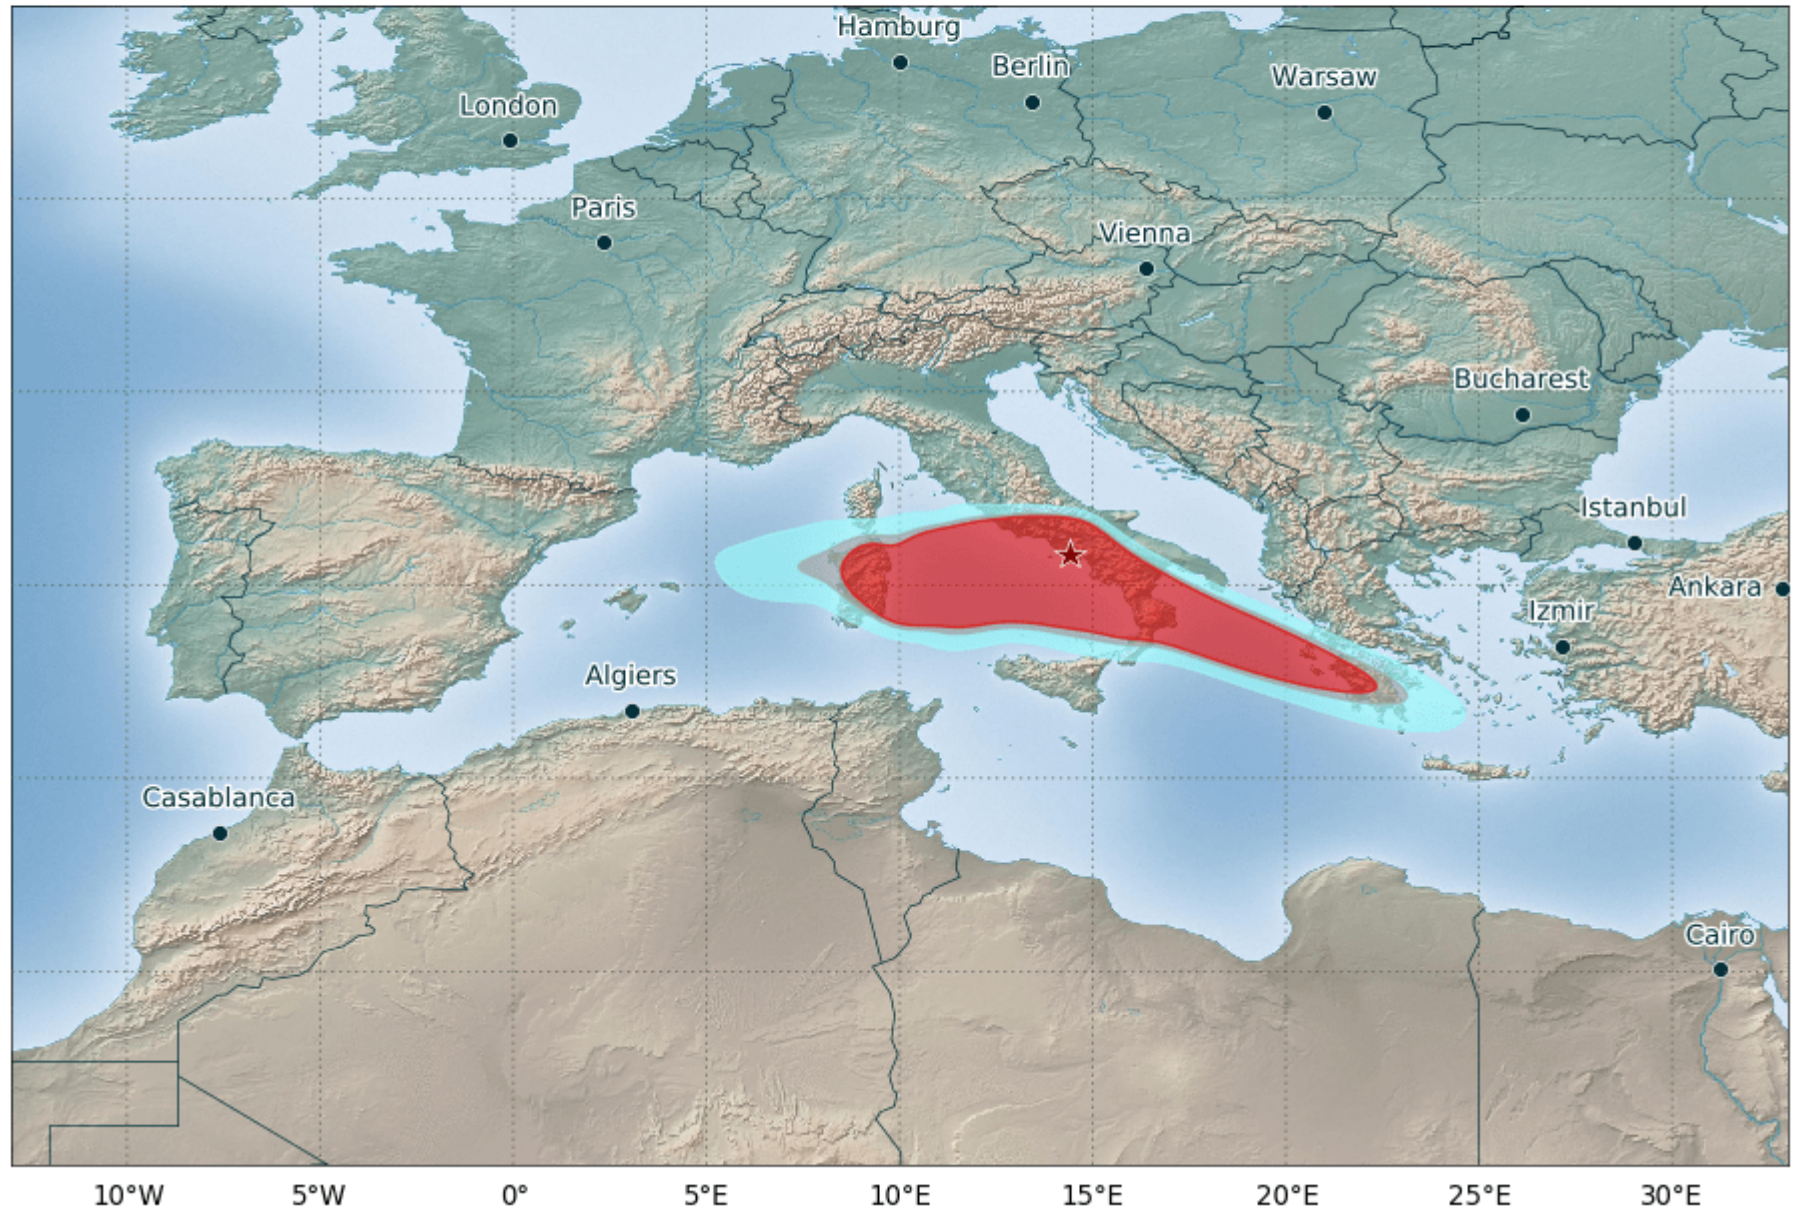 Hamburg
Berlin
Warsaw
London
Paris
Vienna
Bucharest
Istanbul
Ankara
Izmir
Algiers
Casablanca
Cairo
10°W 5°W 0° 5°E 10°E 15°E 20°E 25°E 30°E